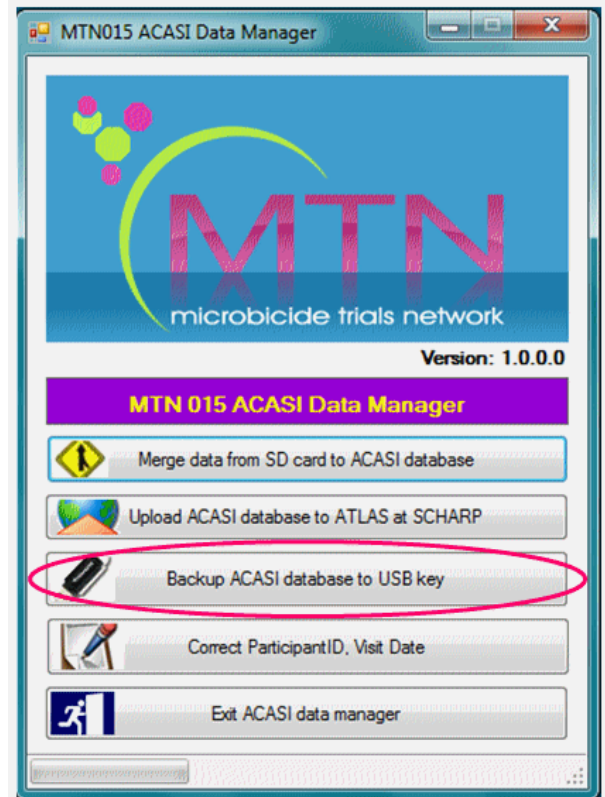 MTN015 ACASI Data Manager
MTN
microbicide trials network
Version: 1.0.0.0
MTN 015 ACASI Data Manager
Merge data from SD card to ACASI database
Upload ACASI database to ATLAS at SCHARP
Backup ACASI database to USB key
Correct ParticipantID, Visit Date
Exit ACASI data manager